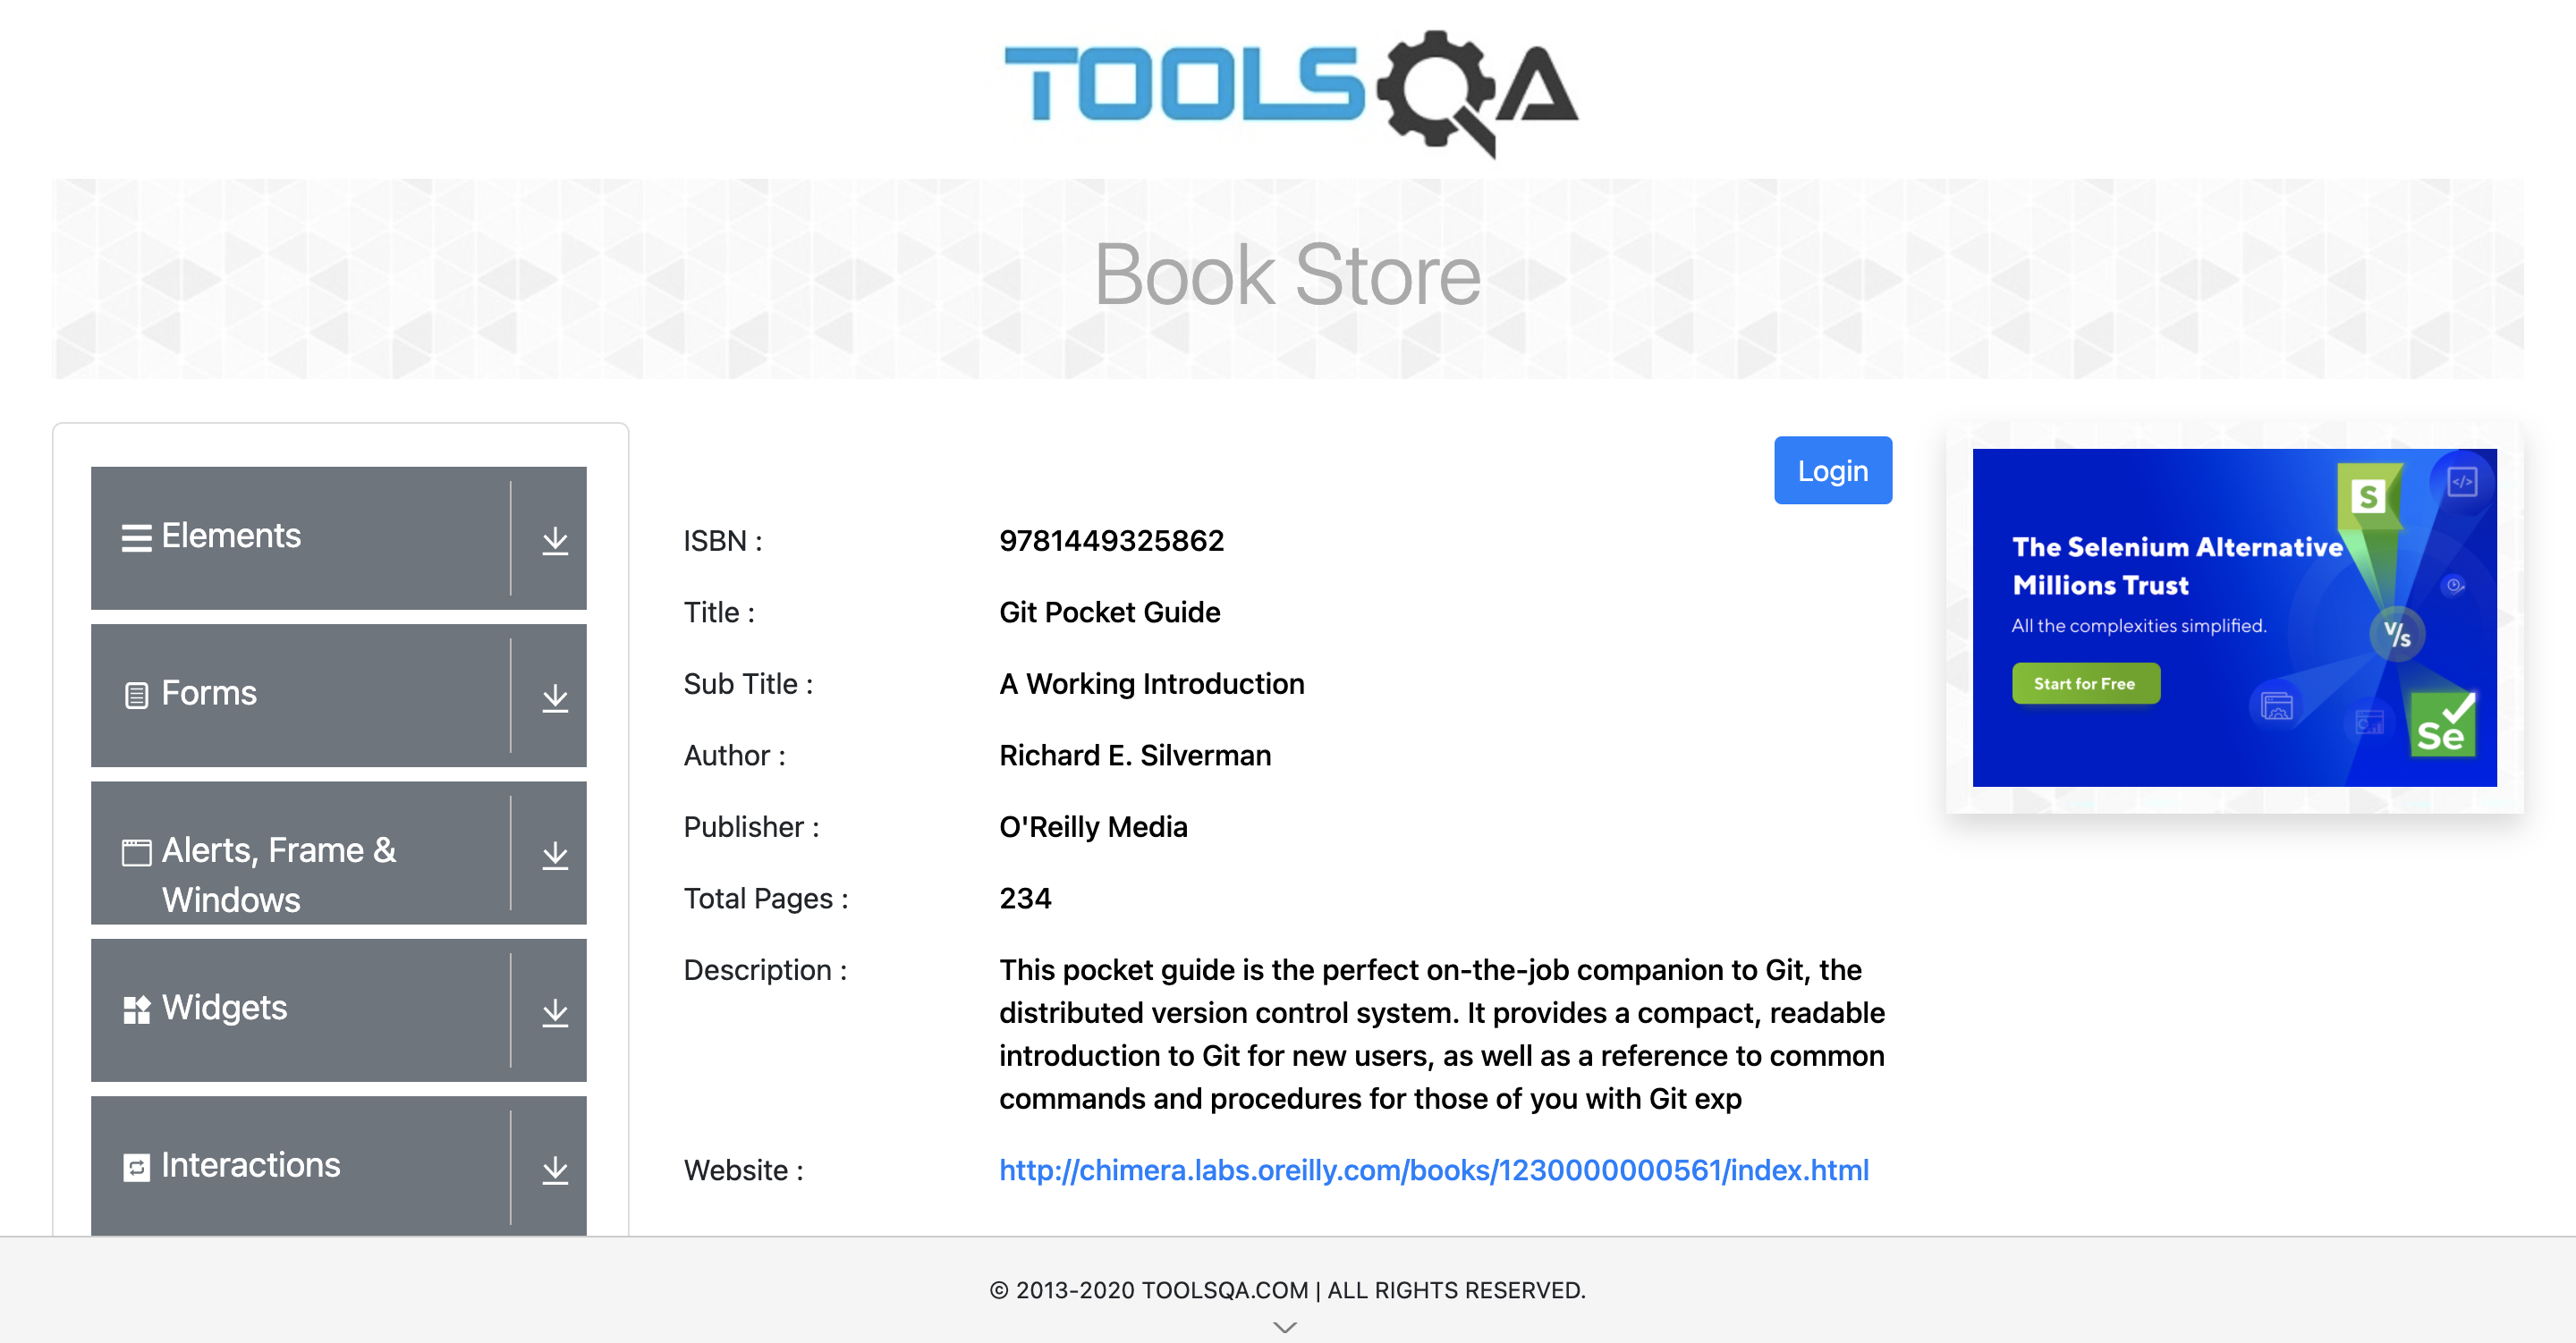 TOOLSQA
Book Store
Elements
Forms
Alerts, Frame &
Windows
Widgets
Interactions
Login
ISBN : 9781449325862
Title : Git Pocket Guide
Sub Title : A Working Introduction
Author : Richard E. Silverman
Publisher : O'Reilly Media
Total Pages : 234
Description : This pocket guide is the perfect on-the-job companion to Git, the
distributed version control system. It provides a compact, readable
introduction to Git for new users, as well as a reference to common
commands and procedures for those of you with Git exp
Website : http://chimera.labs.oreilly.com/books/1230000000561/index.html
S
</>
The Selenium Alternative
Millions Trust
All the complexities simplified.
V/s
Start for Free
Se
© 2013-2020 TOOLSQA.COM | ALL RIGHTS RESERVED.